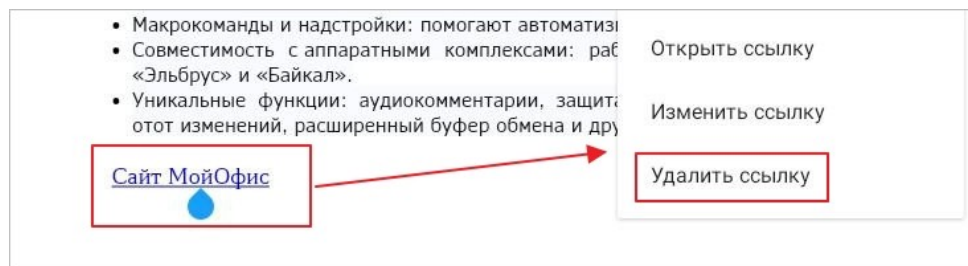 • Макрокоманды и надстройки: помогают автоматизи
• Совместимость с аппаратными комплексами: раб
«Эльбрус» и «Байкал».
• Уникальные функции: аудиокомментарии, защита
отот изменений, расширенный буфер обмена и дру
Сайт МойОфис
Открыть ссылку
Изменить ссылку
Удалить ссылку